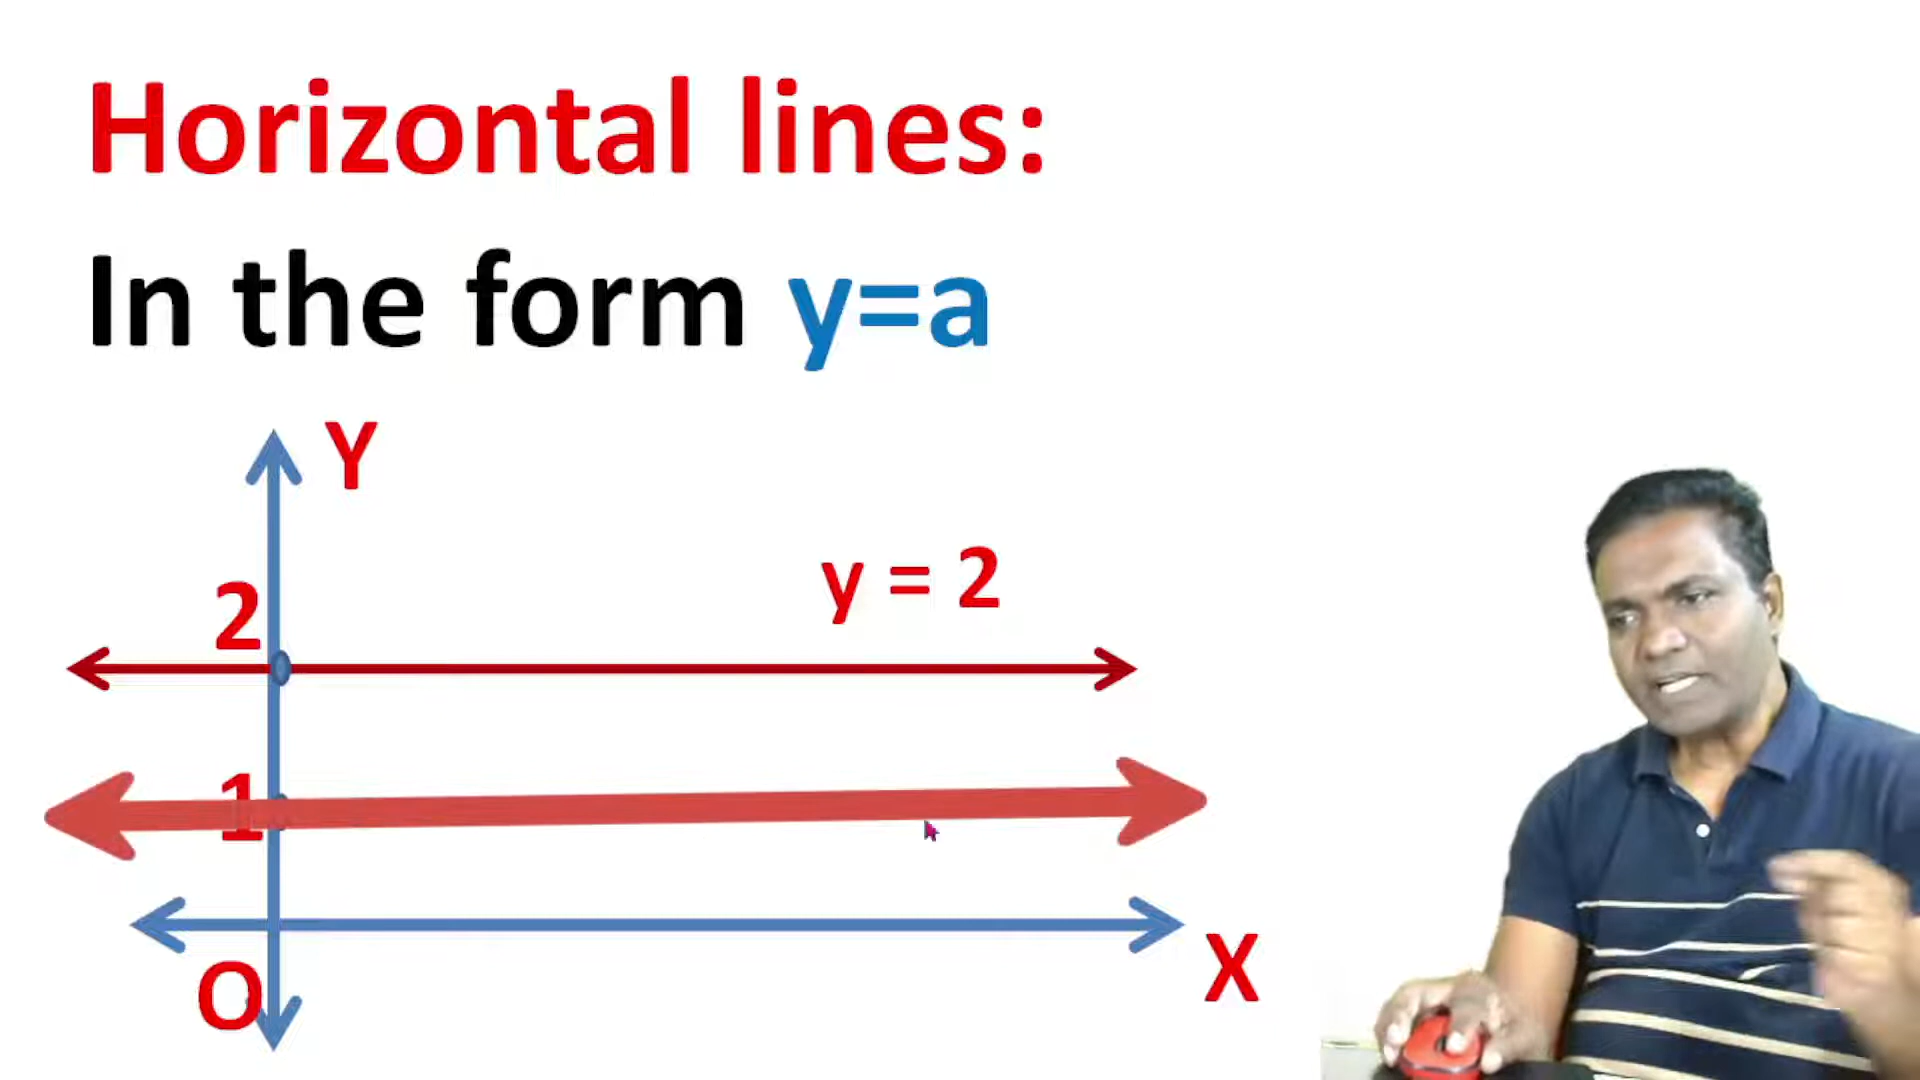 Horizontal lines:
In the form y=a
Y
y = 2
2
1
X
O